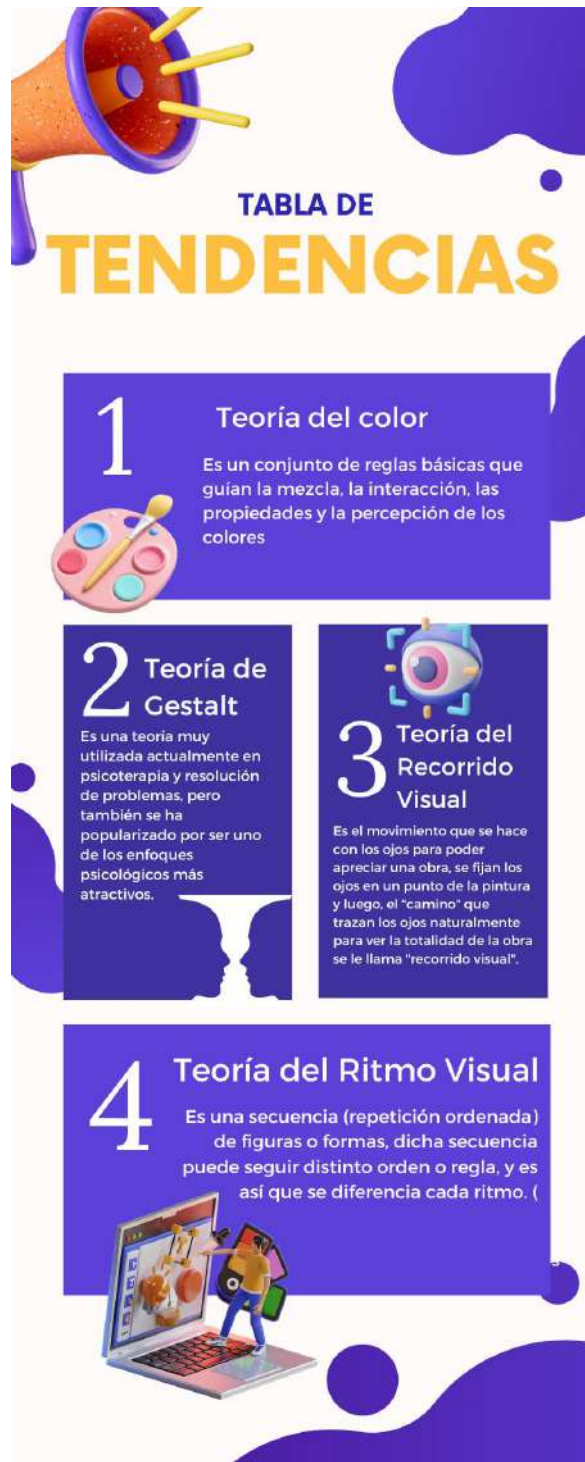 TABLA DE
TENDENCIAS
1
Teoría del color
Es un conjunto de reglas básicas que
guían la mezcla, la interacción, las
propiedades y la percepción de los
colores
2 Teoría de
Gestalt
Es una teoría muy
utilizada actualmente en
psicoterapia y resolución
de problemas, pero
también se ha
popularizado por ser uno
de los enfoques
psicológicos más
atractivos.
3 Teoría del
Recorrido
Visual
Es el movimiento que se hace
con los ojos para poder
apreciar una obra, se fijan los
ojos en un punto de la pintura
y luego, el "camino" que
trazan los ojos naturalmente
para ver la totalidad de la obra
se le llama "recorrido visual".
4
Teoría del Ritmo Visual
Es una secuencia (repetición ordenada)
de figuras o formas, dicha secuencia
puede seguir distinto orden o regla, y es
así que se diferencia cada ritmo. (